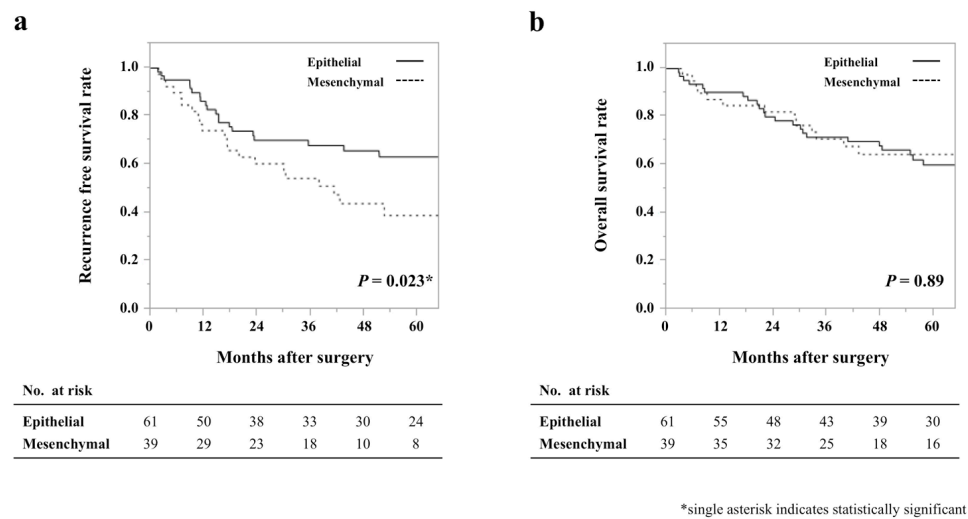 a
Recurrence free survival rate
1.0
0.8
0.6
0.4
0.2
0.0
Epithelial
Mesenchymal
P = 0.023*
0 12 24 36 48 60
Months after surgery
No. at risk
Epithelial 61 50 38 33 30 24
Mesenchymal 39 29 23 18 10 8
b
Overall survival rate
1.0
0.8
0.6
0.4
0.2
0.0
Epithelial
Mesenchymal
P = 0.89
0 12 24 36 48 60
Months after surgery
No. at risk
Epithelial 61 55 48 43 39 30
Mesenchymal 39 35 32 25 18 16
*single asterisk indicates statistically significant